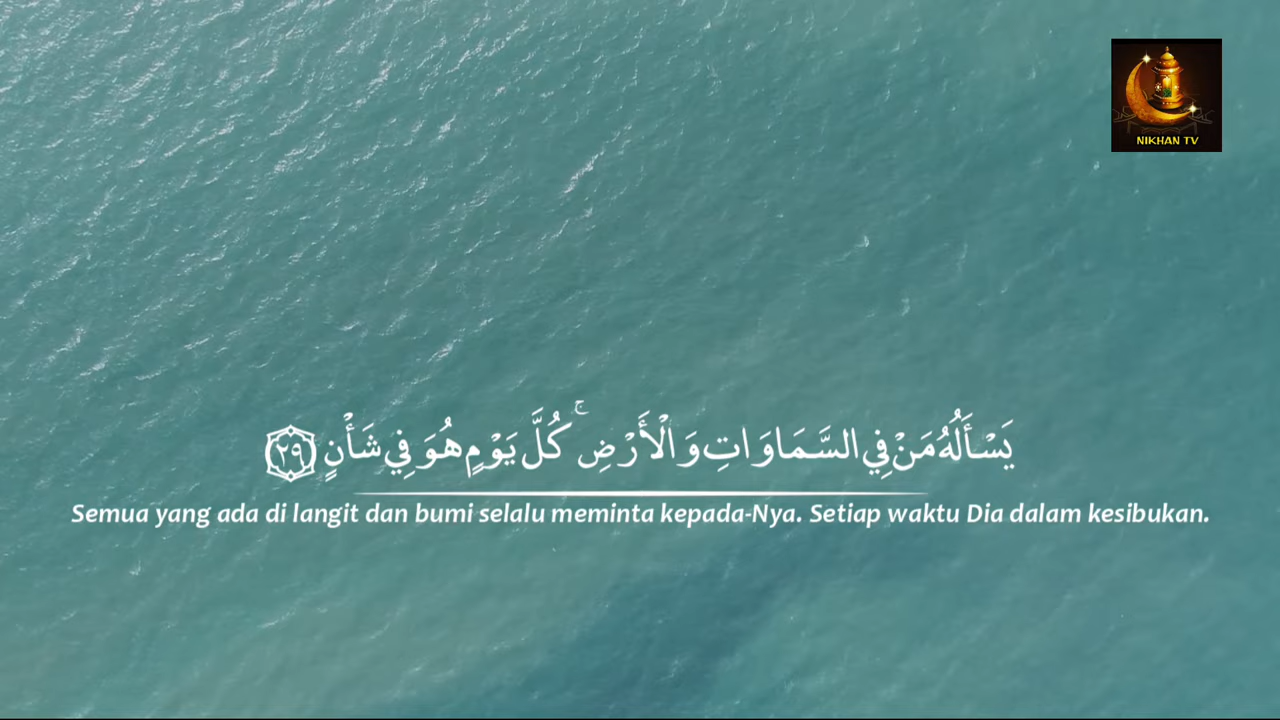 NIKHAN TV
يَسْأَلُهُ مَنْ فِي السَّمَاوَاتِ وَالْأَرْضِ ۚ كُلَّ يَوْمٍ هُوَ فِي شَأْنٍ ٢٩
Semua yang ada di langit dan bumi selalu meminta kepada-Nya. Setiap waktu Dia dalam kesibukan.